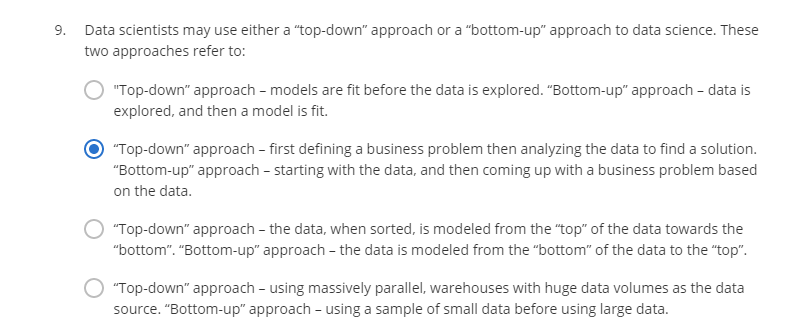 9. Data scientists may use either a “top-down” approach or a “bottom-up” approach to data science. These
two approaches refer to:
"Top-down” approach – models are fit before the data is explored. “Bottom-up” approach – data is
explored, and then a model is fit.
“Top-down” approach – first defining a business problem then analyzing the data to find a solution.
“Bottom-up” approach – starting with the data, and then coming up with a business problem based
on the data.
“Top-down” approach – the data, when sorted, is modeled from the “top” of the data towards the
“bottom”. “Bottom-up” approach – the data is modeled from the “bottom” of the data to the “top”.
“Top-down” approach – using massively parallel, warehouses with huge data volumes as the data
source. “Bottom-up” approach – using a sample of small data before using large data.